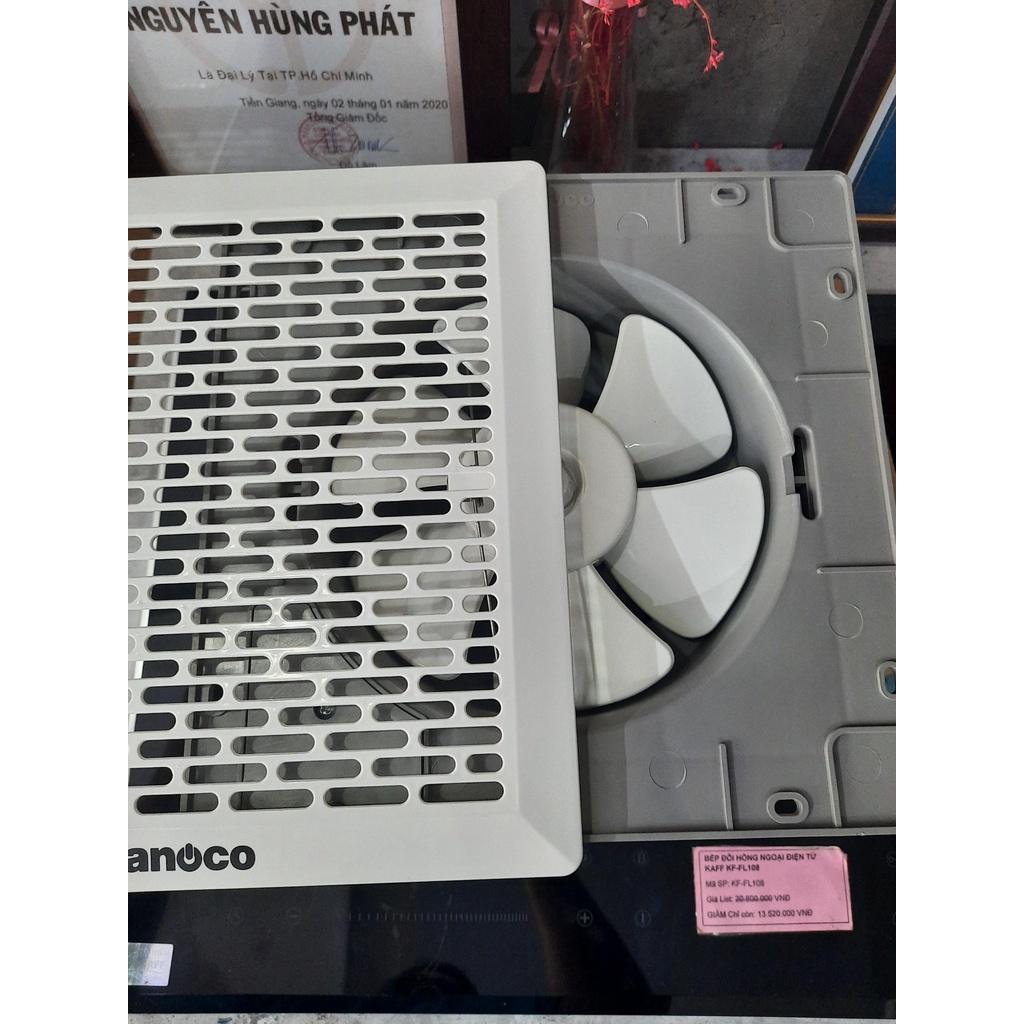 NGUYÊN HÙNG PHÁT
Là Đại Lý Tại TP.Hồ Chí Minh
Tiền Giang, ngày 02 tháng 01 năm 2020
Tổng Giám Đốc
anoco
BẾP ĐÔI HỒNG NGOẠI ĐIỆN TỪ
KAFF KF-FL108
Mã SP: KF-FL108
Giá List: 20.800.000 VNĐ
GIẢM Chỉ còn: 13.520.000 VNĐ